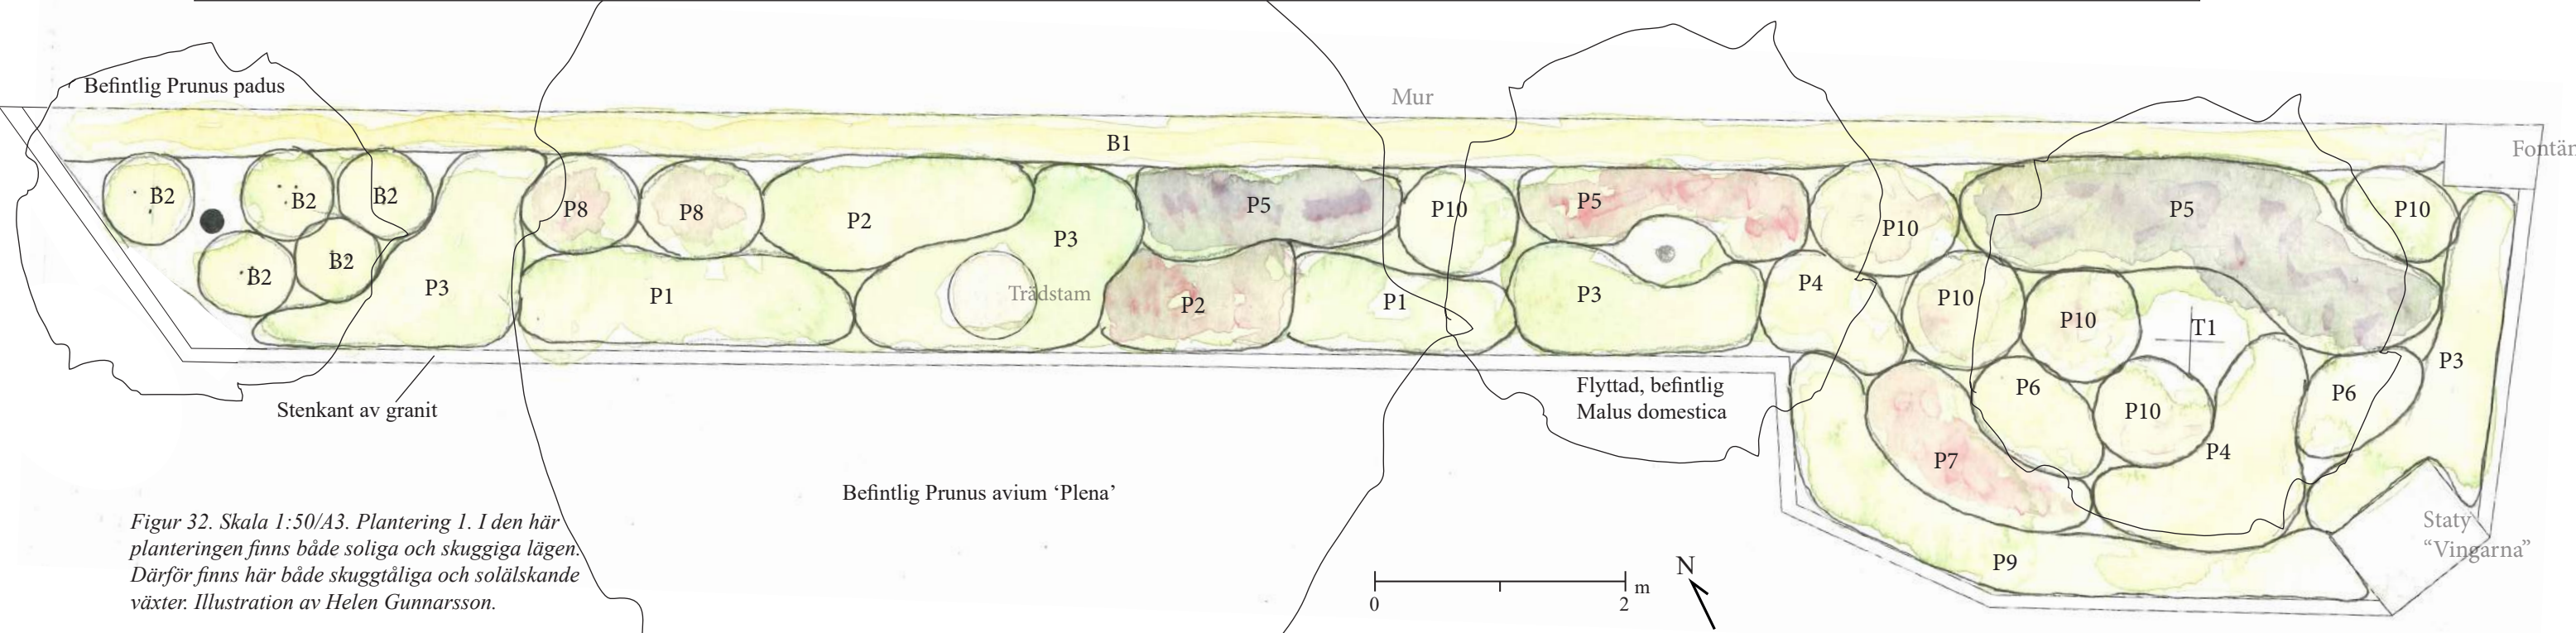 Befintlig Prunus padus
Mur
B1
Fontän
B2
B2
B2
B2
B2
P3
P8
P8
P2
P1
P3
Trädstam
P5
P2
P1
P10
P5
P3
P10
P4
P10
P5
P10
P10
T1
P6
P10
P4
P6
P3
P7
P9
Stenkant av granit
Flyttad, befintlig
Malus domestica
Befintlig Prunus avium ‘Plena’
Staty
“Vingarna”
N
0
2
m
Figur 32. Skala 1:50/A3. Plantering 1. I den här
planteringen finns både soliga och skuggiga lägen.
Därför finns här både skuggtåliga och solälskande
växter. Illustration av Helen Gunnarsson.